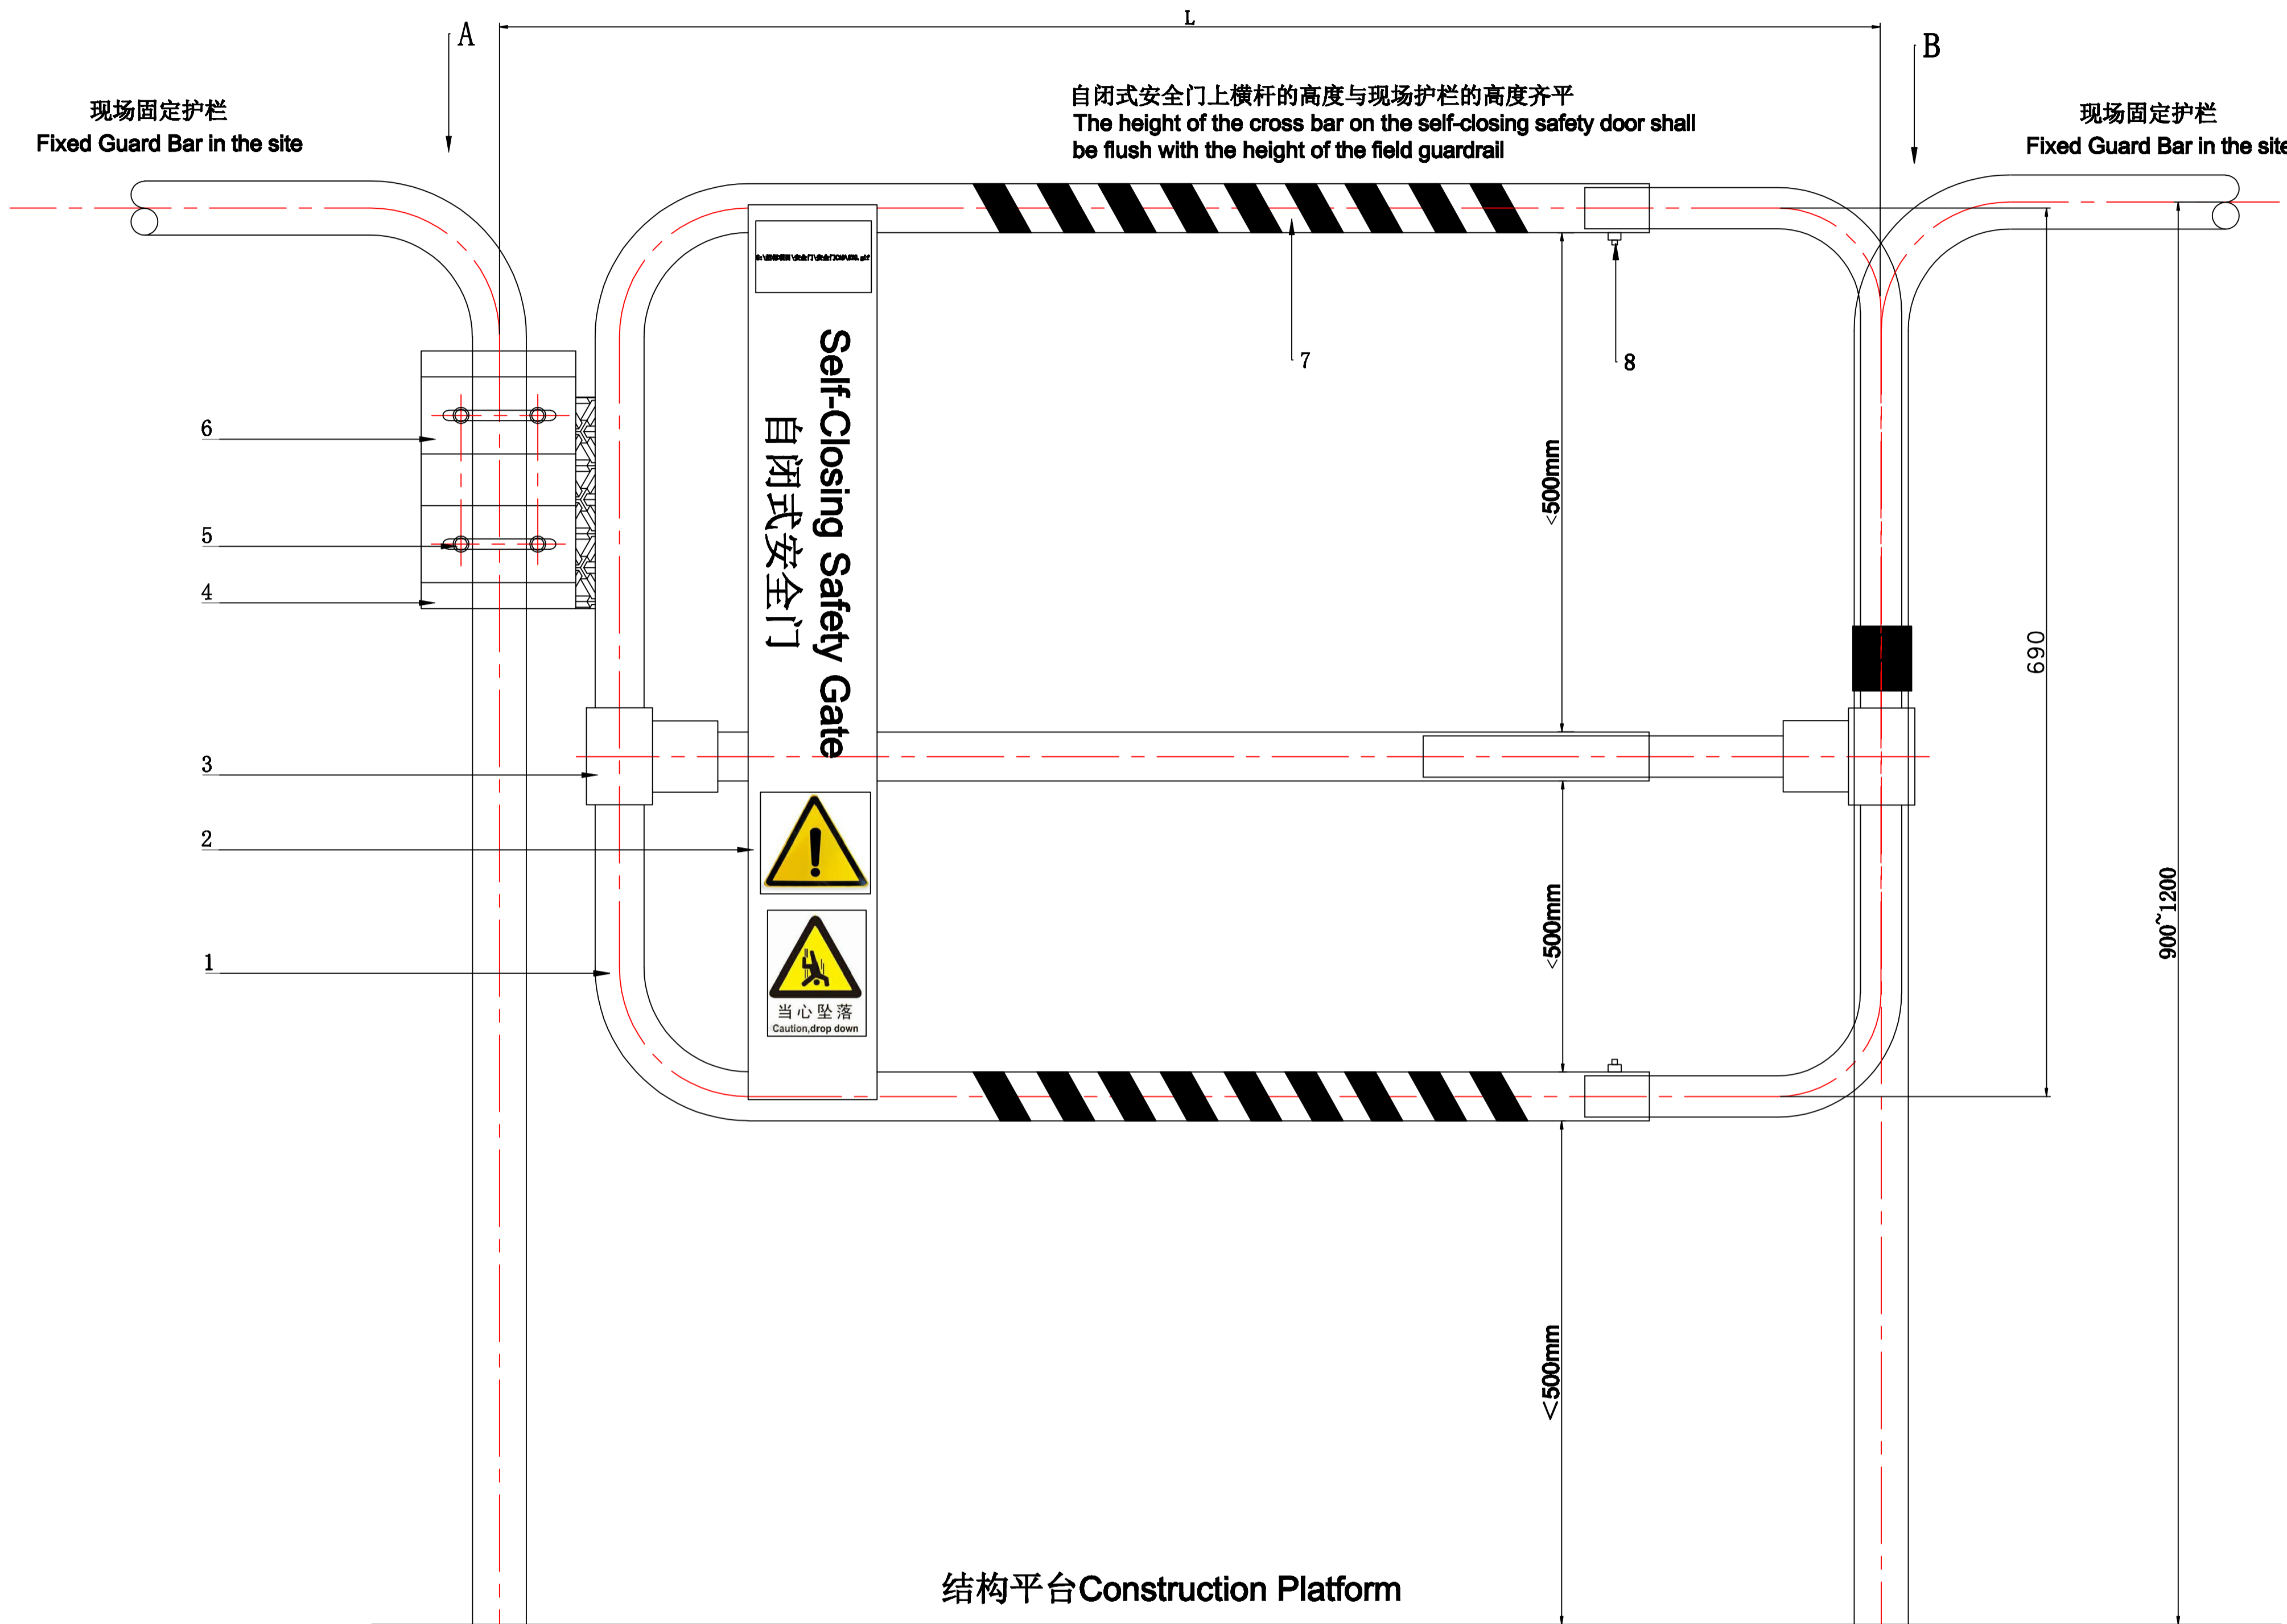 L
A
B
现场固定护栏
Fixed Guard Bar in the site
自闭式安全门上横杆的高度与现场护栏的高度齐平
The height of the cross bar on the self-closing safety door shall
be flush with the height of the field guardrail
现场固定护栏
Fixed Guard Bar in the site
7
8
6
5
4
3
2
1
Self-Closing Safety Gate
自闭式安全门
当心坠落
Caution,drop down
<500mm
<500mm
<500mm
690
900~1200
结构平台Construction Platform